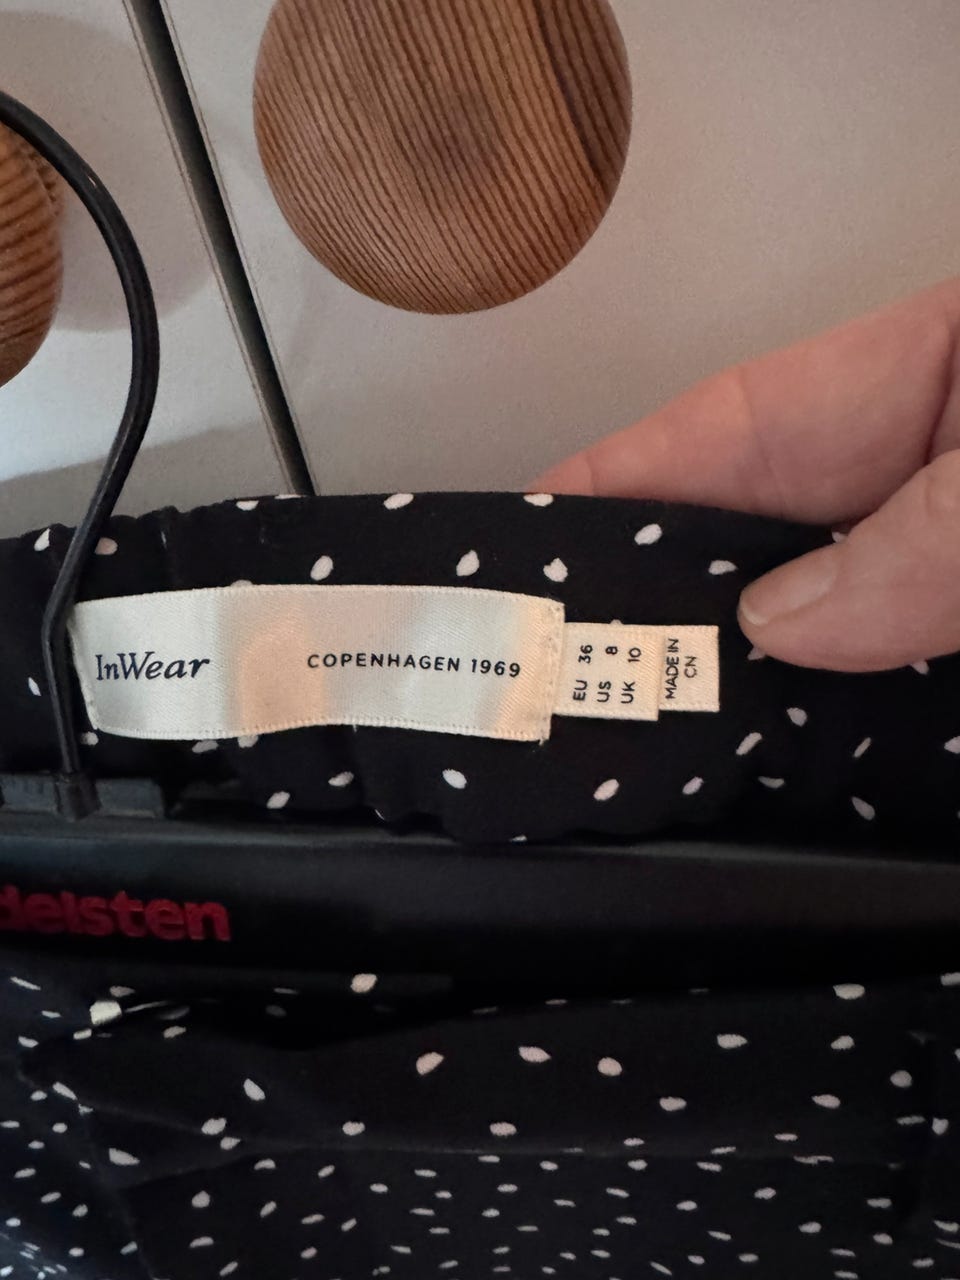 InWear
COPENHAGEN 1969
EU 36
US 8
UK 10
MADE IN
CN
delsten